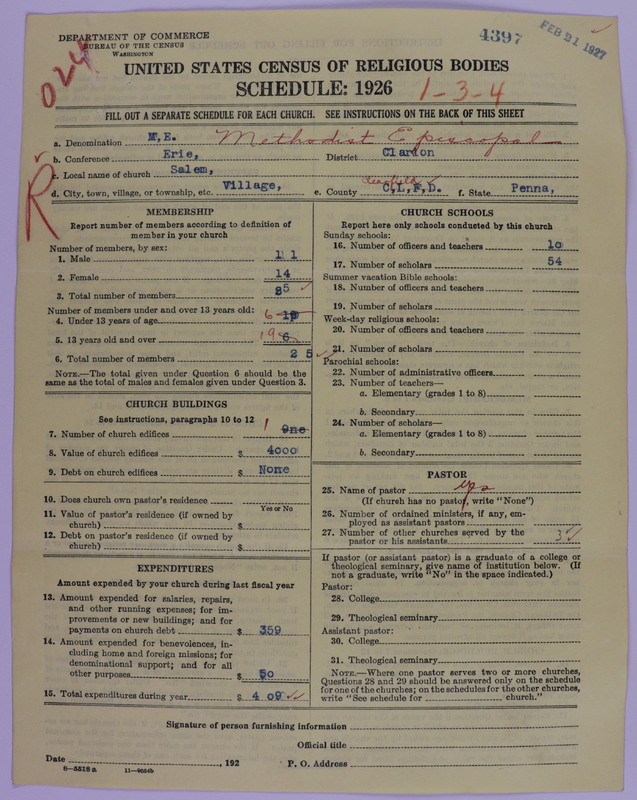 DEPARTMENT OF COMMERCE
BUREAU OF THE CENSUS
WASHINGTON
4397
FEB 21 1927
024
UNITED STATES CENSUS OF RELIGIOUS BODIES
SCHEDULE: 1926
1-3-4
FILL OUT A SEPARATE SCHEDULE FOR EACH CHURCH. SEE INSTRUCTIONS ON THE BACK OF THIS SHEET
a. Denomination M,E. Methodist Episcopal
b. Conference Erie, District Clarion
c. Local name of church Salem,
d. City, town, village, or township, etc. Village, e. County C,L,F,D. Clearfield f. State Penna,
R
MEMBERSHIP
Report number of members according to definition of member in your church
Number of members, by sex:
1. Male 11
2. Female 14
3. Total number of members 25
Number of members under and over 13 years old:
4. Under 13 years of age 6 19
5. 13 years old and over 19 6
6. Total number of members 2 5
NOTE.—The total given under Question 6 should be the same as the total of males and females given under Question 3.
CHURCH BUILDINGS
See instructions, paragraphs 10 to 12
7. Number of church edifices 1 One
8. Value of church edifices $ 4000
9. Debt on church edifices $ None
10. Does church own pastor's residence
Yes or No
11. Value of pastor's residence (if owned by church) $
12. Debt on pastor's residence (if owned by church) $
EXPENDITURES
Amount expended by your church during last fiscal year
13. Amount expended for salaries, repairs, and other running expenses; for improvements or new buildings; and for payments on church debt $ 359
14. Amount expended for benevolences, including home and foreign missions; for denominational support; and for all other purposes $ 50
15. Total expenditures during year $ 4 09
CHURCH SCHOOLS
Report here only schools conducted by this church
Sunday schools:
16. Number of officers and teachers 10
17. Number of scholars 54
Summer vacation Bible schools:
18. Number of officers and teachers
19. Number of scholars
Week-day religious schools:
20. Number of officers and teachers
21. Number of scholars
Parochial schools:
22. Number of administrative officers
23. Number of teachers—
a. Elementary (grades 1 to 8)
b. Secondary
24. Number of scholars—
a. Elementary (grades 1 to 8)
b. Secondary
PASTOR
25. Name of pastor yes
(If church has no pastor, write "None")
26. Number of ordained ministers, if any, employed as assistant pastors
27. Number of other churches served by the pastor or his assistants 3
If pastor (or assistant pastor) is a graduate of a college or theological seminary, give name of institution below. (If not a graduate, write "No" in the space indicated.)
Pastor:
28. College
29. Theological seminary
Assistant pastor:
30. College
31. Theological seminary
NOTE.—Where one pastor serves two or more churches, Questions 28 and 29 should be answered only on the schedule for one of the churches; on the schedules for the other churches, write "See schedule for church."
Signature of person furnishing information
Official title
Date , 192 P. O. Address
8—5518 a 11—9054b